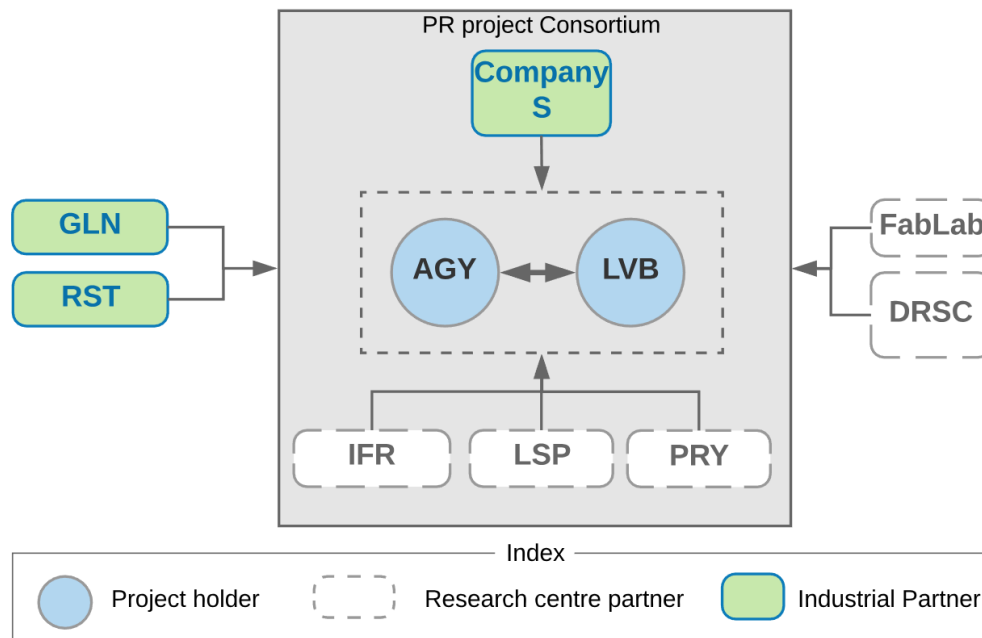 PR project Consortium
Company
S
GLN
RST
AGY
LVB
FabLab
DRSC
IFR
LSP
PRY
Index
Project holder
Research centre partner
Industrial Partner